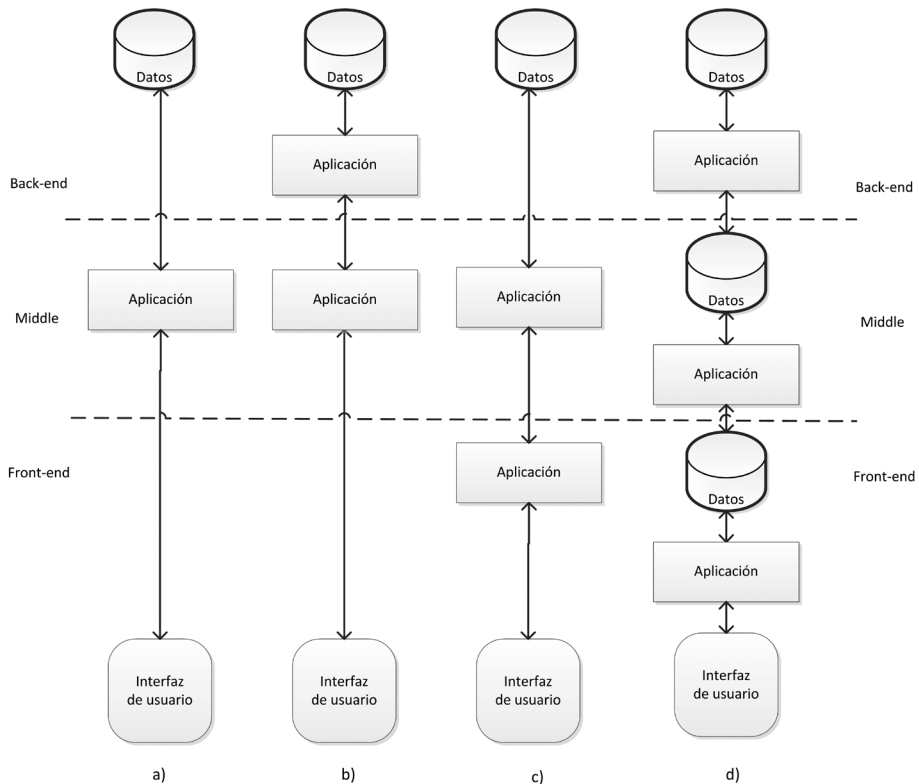 Datos
Datos
Datos
Datos
Aplicación
Aplicación
Back-end
Back-end
Aplicación
Aplicación
Aplicación
Datos
Middle
Middle
Aplicación
Front-end
Aplicación
Front-end
Datos
Aplicación
Interfaz
de usuario
Interfaz
de usuario
Interfaz
de usuario
Interfaz
de usuario
a)
b)
c)
d)